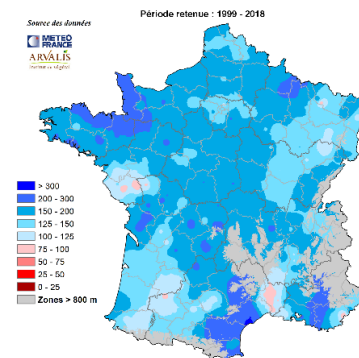 Période retenue : 1999 - 2018
Source des données
METEO
FRANCE
ARVALIS
> 300
200 - 300
150 - 200
125 - 150
100 - 125
75 - 100
50 - 75
25 - 50
0 - 25
Zones > 800 m